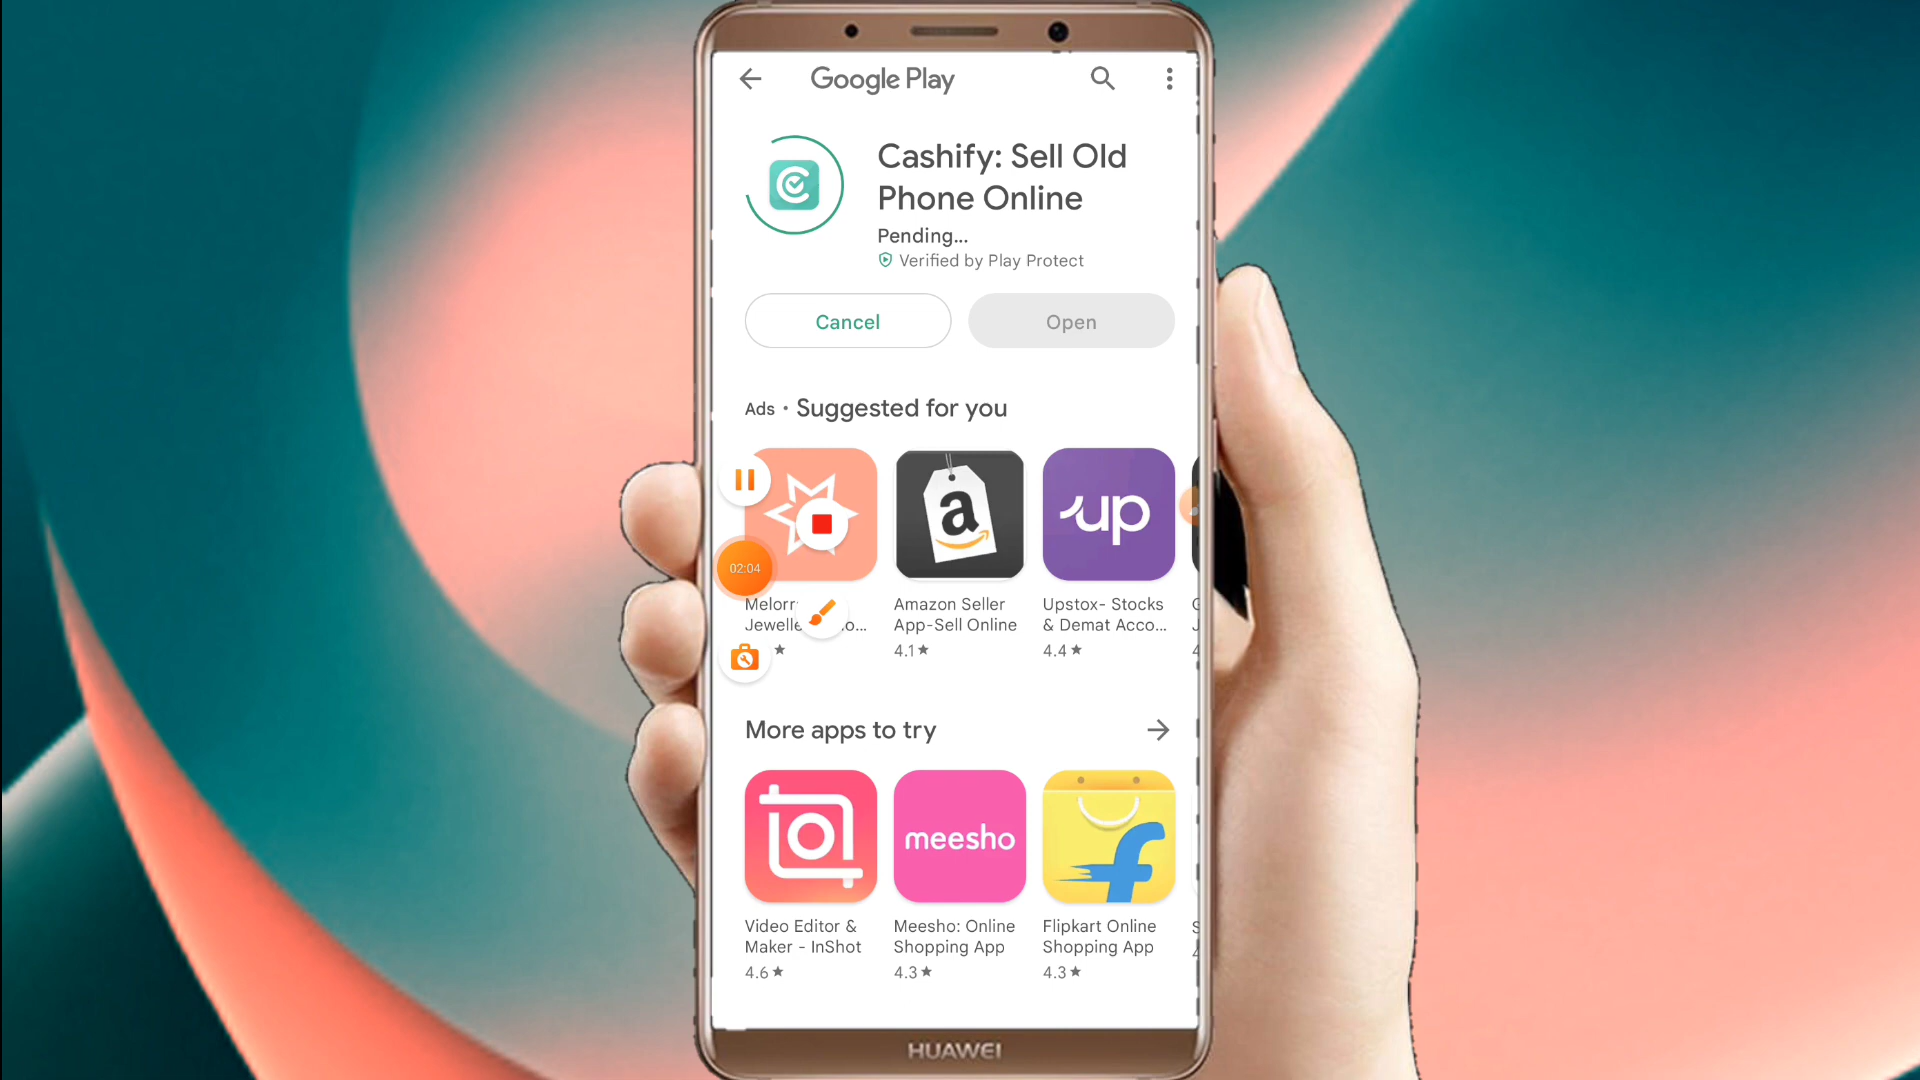 Google Play
Cashify: Sell Old
Phone Online
Pending...
Verified by Play Protect
Cancel
Open
Ads • Suggested for you
a
up
02:04
Jewelle
o...
Amazon Seller
App-Sell Online
4.1★
Upstox- Stocks
& Demat Acco...
4.4★
More apps to try
meesho
Video Editor &
Maker - InShot
4.6★
Meesho: Online
Shopping App
4.3★
Flipkart Online
Shopping App
4.3★
HUAWEI